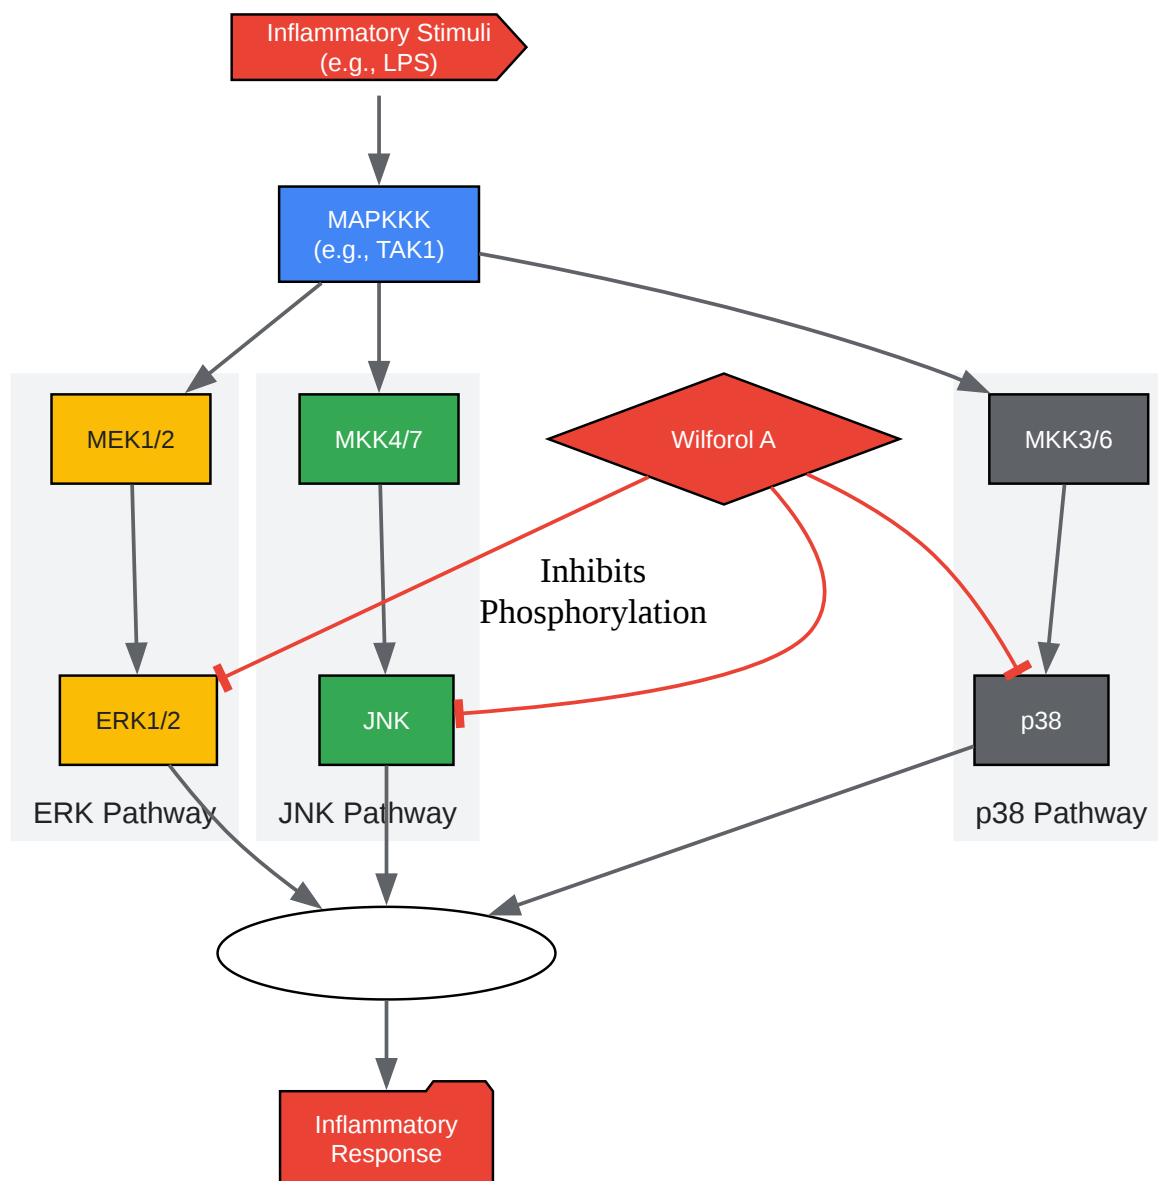 Inflammatory Stimuli
(e.g., LPS)
MAPKKK
(e.g., TAK1)
MEK1/2
MKK4/7
Wilforol A
MKK3/6
Inhibits
Phosphorylation
ERK1/2
JNK
p38
ERK Pathway
JNK Pathway
p38 Pathway
Inflammatory
Response